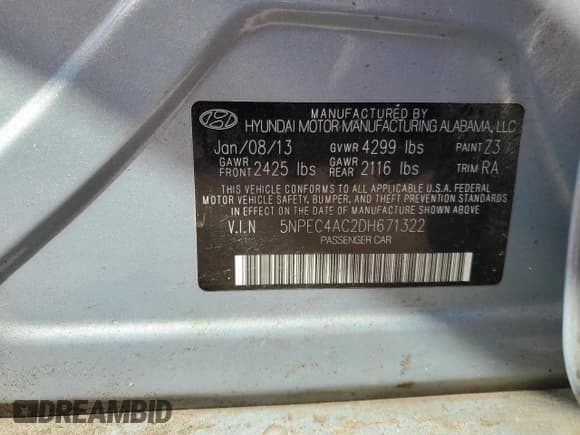 MANUFACTURED BY
HYUNDAI MOTOR MANUFACTURING ALABAMA, LLC
Jan/08/13 GVWR 4299 lbs PAINT Z3
GAWR FRONT 2425 lbs GAWR REAR 2116 lbs TRIM RA
THIS VEHICLE CONFORMS TO ALL APPLICABLE U.S.A. FEDERAL
MOTOR VEHICLE SAFETY, BUMPER, AND THEFT PREVENTION STANDARDS
IN EFFECT ON THE DATE OF MANUFACTURE SHOWN ABOVE.
V.I.N 5NPEC4AC2DH671322
PASSENGER CAR
DREAMBID